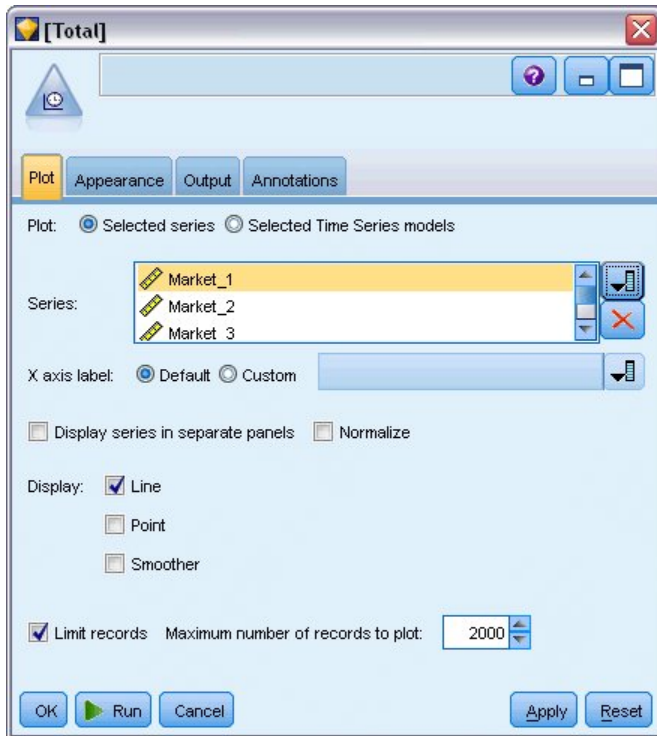 [Total]
Plot Appearance Output Annotations
Plot: Selected series Selected Time Series models
Series:
Market_1
Market_2
Market_3
X axis label: Default Custom
Display series in separate panels Normalize
Display: Line
Point
Smoother
Limit records Maximum number of records to plot: 2000
OK Run Cancel Apply Reset